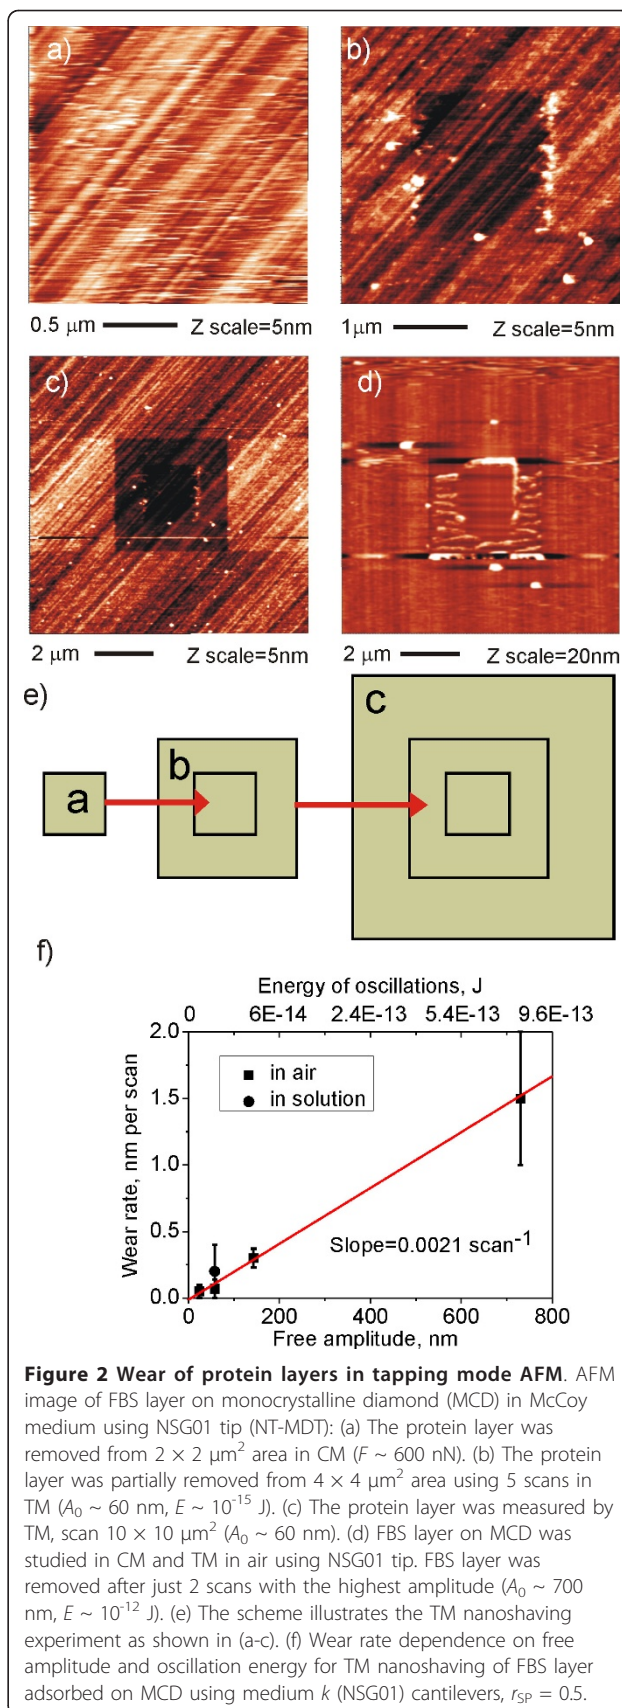 a)
b)
0.5 µm
Z scale=5nm
1µm
Z scale=5nm
c)
d)
2 µm
Z scale=5nm
2 µm
Z scale=20nm
e)
a
b
c
f)
Energy of oscillations, J
0 6E-14 2.4E-13 5.4E-13 9.6E-13
2.0
1.5
1.0
0.5
0.0
Wear rate, nm per scan
in air
in solution
Slope=0.0021 scan⁻¹
0 200 400 600 800
Free amplitude, nm
Figure 2 Wear of protein layers in tapping mode AFM. AFM
image of FBS layer on monocrystalline diamond (MCD) in McCoy
medium using NSG01 tip (NT-MDT): (a) The protein layer was
removed from 2 × 2 µm² area in CM (F ~ 600 nN). (b) The protein
layer was partially removed from 4 × 4 µm² area using 5 scans in
TM (A₀ ~ 60 nm, E ~ 10⁻¹⁵ J). (c) The protein layer was measured by
TM, scan 10 × 10 µm² (A₀ ~ 60 nm). (d) FBS layer on MCD was
studied in CM and TM in air using NSG01 tip. FBS layer was
removed after just 2 scans with the highest amplitude (A₀ ~ 700
nm, E ~ 10⁻¹² J). (e) The scheme illustrates the TM nanoshaving
experiment as shown in (a-c). (f) Wear rate dependence on free
amplitude and oscillation energy for TM nanoshaving of FBS layer
adsorbed on MCD using medium k (NSG01) cantilevers, rSP = 0.5.